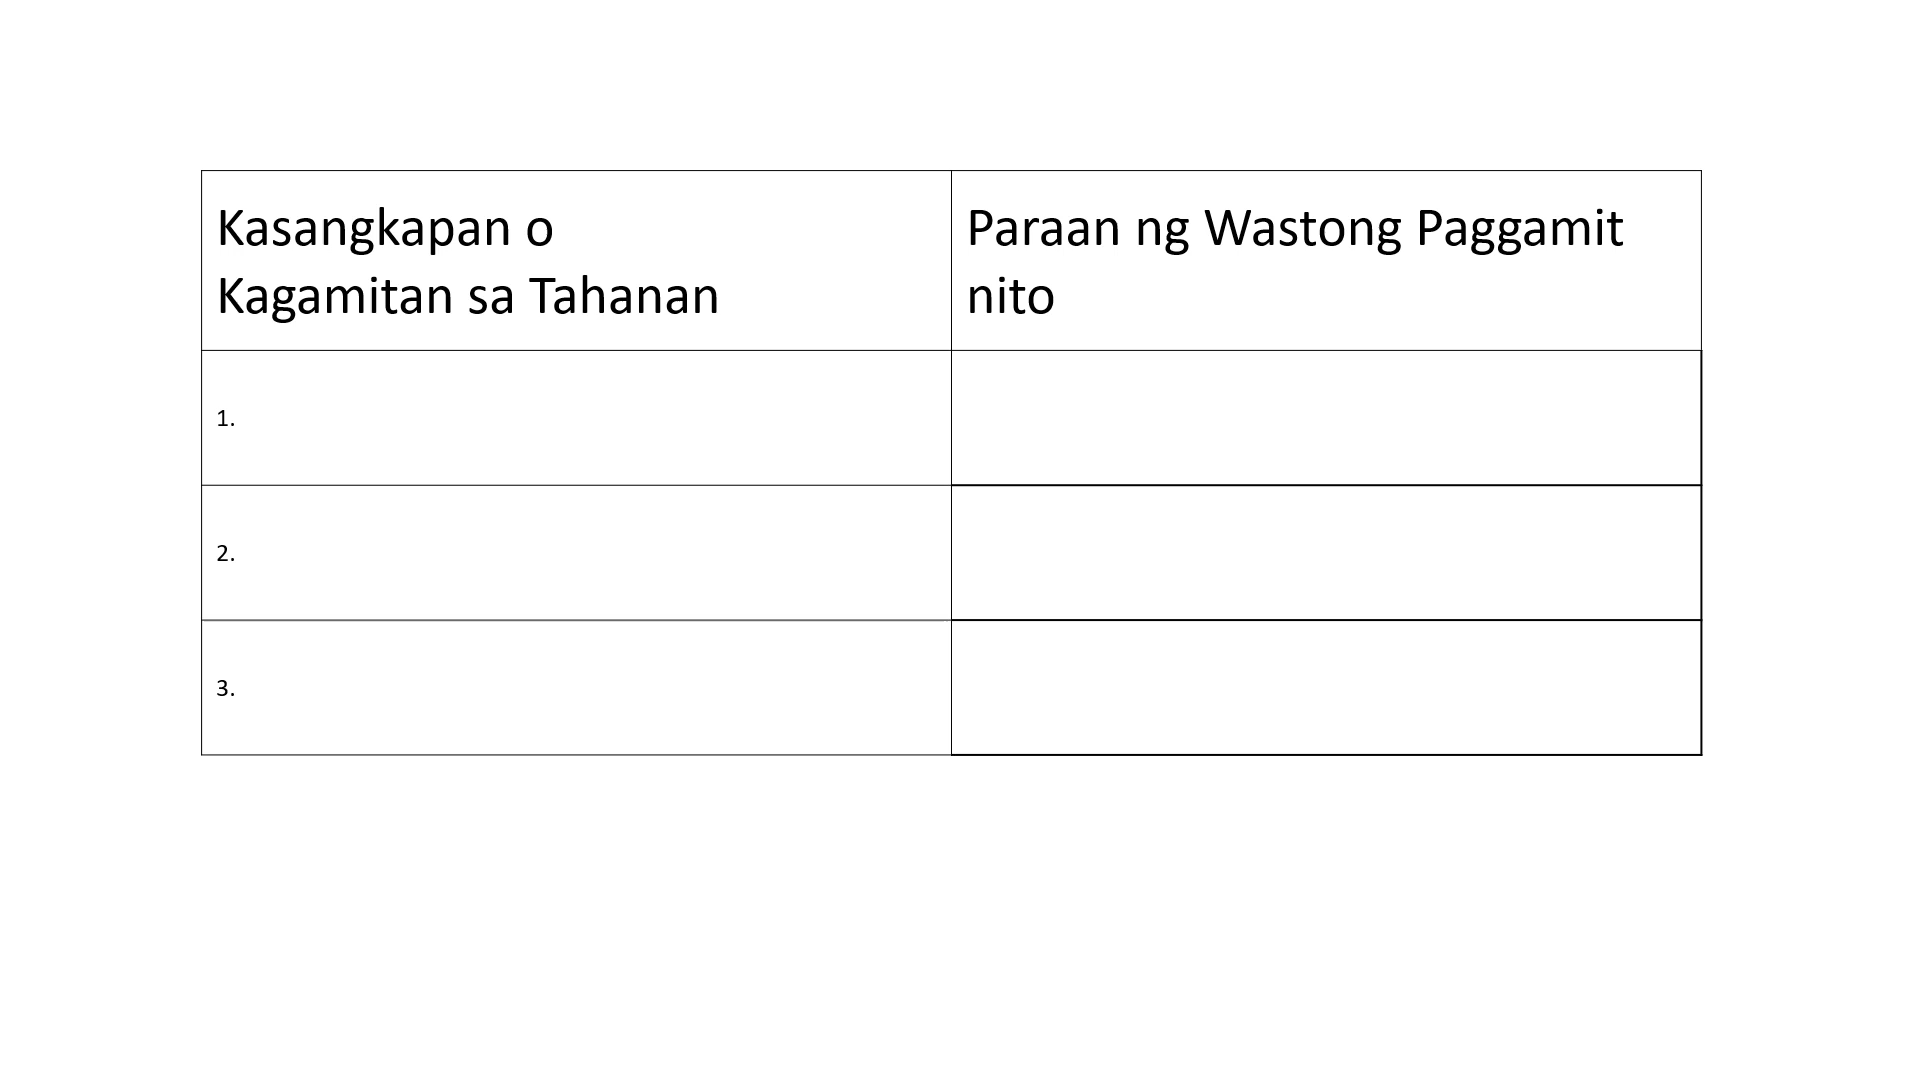 Kasangkapan o
Kagamitan sa Tahanan
Paraan ng Wastong Paggamit
nito
1.
2.
3.